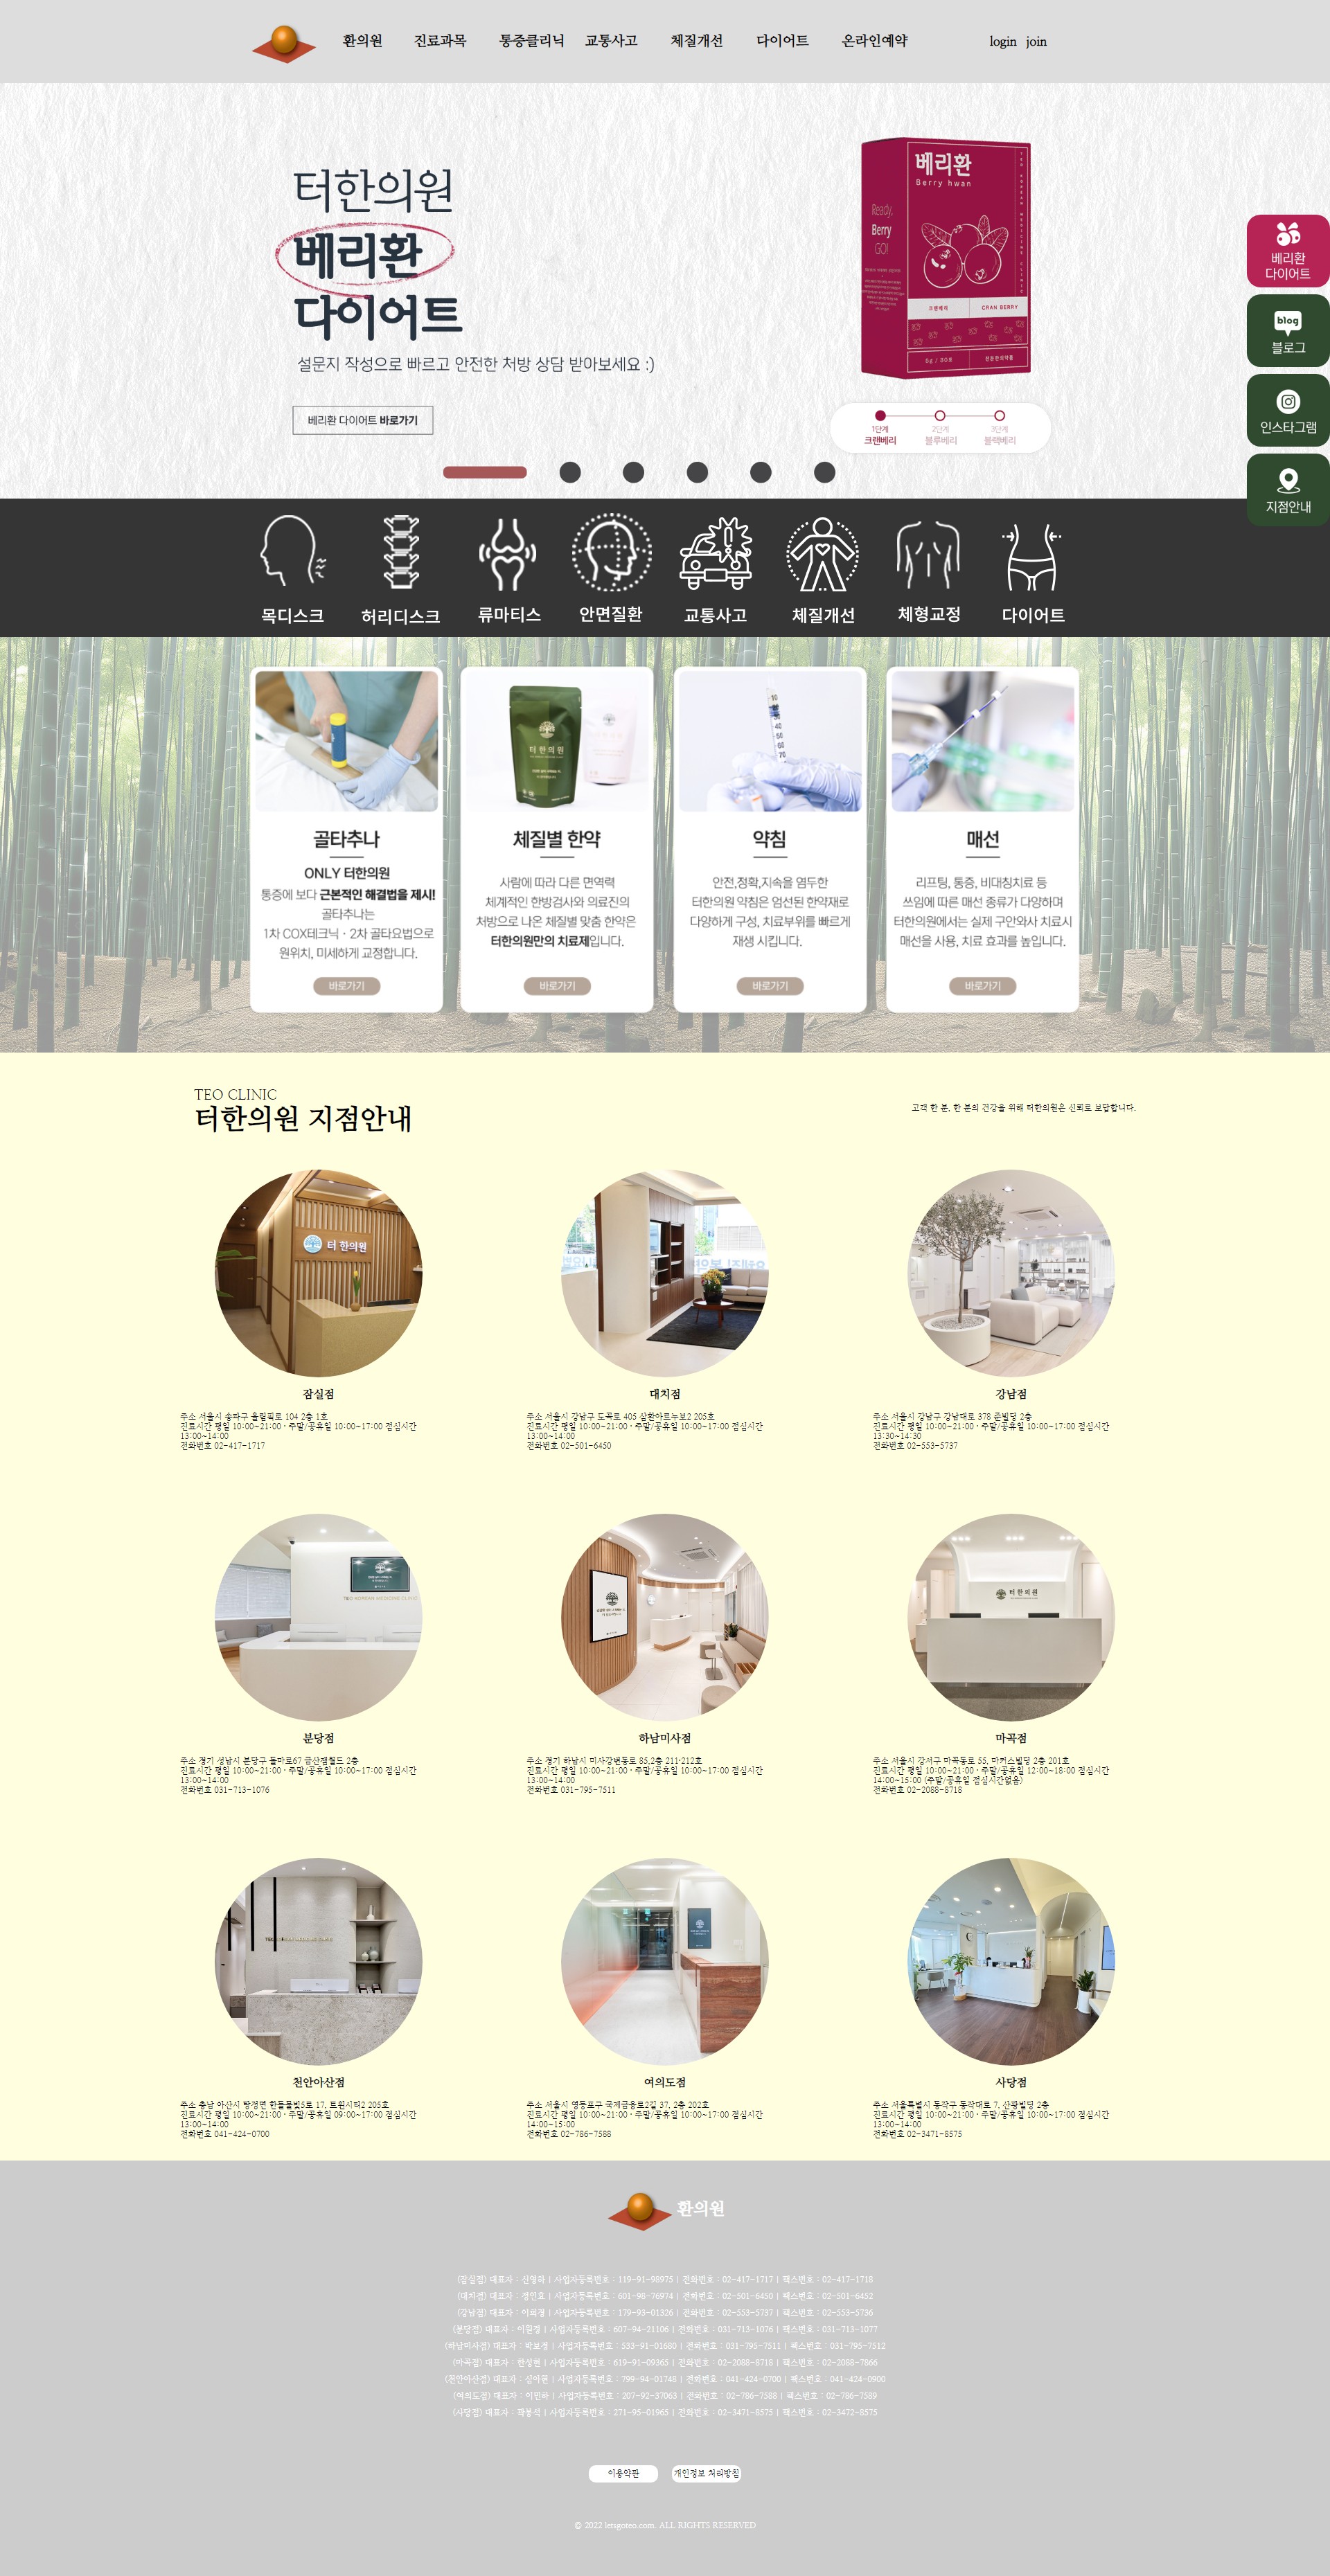 환의원 진료과목 통증클리닉 교통사고 체질개선 다이어트 온라인예약 login join
터한의원
베리환
다이어트
설문지 작성으로 빠르고 안전한 처방 상담 받아보세요 :)
베리환 다이어트 바로가기
베리환
Berry hwan
Ready,
Berry
GO!
크랜베리 CRAN BERRY
5g / 30포
1단계 2단계 3단계
크랜베리 블루베리 블랙베리
베리환
다이어트
blog
블로그
인스타그램
지점안내
목디스크 허리디스크 류마티스 안면질환 교통사고 체질개선 체형교정 다이어트
골타추나
ONLY 터한의원
통증에 보다 근본적인 해결법을 제시!
골타추나는
1차 COX테크닉 · 2차 골타요법으로
원위치, 미세하게 교정합니다.
바로가기
터한의원
체질별 한약
사람에 따라 다른 면역력
체계적인 한방검사와 의료진의
처방으로 나온 체질별 맞춤 한약은
터한의원만의 치료제입니다.
바로가기
약침
안전,정확,지속을 염두한
터한의원 약침은 엄선된 한약재로
다양하게 구성, 치료부위를 빠르게
재생 시킵니다.
바로가기
매선
리프팅, 통증, 비대칭치료 등
쓰임에 따른 매선 종류가 다양하며
터한의원에서는 실제 구안와사 치료시
매선을 사용, 치료 효과를 높입니다.
바로가기
TEO CLINIC
터한의원 지점안내
고객 한 분, 한 분의 건강을 위해 터한의원은 신뢰로 보답합니다.
터 한의원
잠실점
주소 서울시 송파구 올림픽로 104 2층 1호
진료시간 평일 10:00~21:00 · 주말/공휴일 10:00~17:00 점심시간
13:00~14:00
전화번호 02-417-1717
대치점
주소 서울시 강남구 도곡로 405 삼환아르누보2 205호
진료시간 평일 10:00~21:00 · 주말/공휴일 10:00~17:00 점심시간
13:00~14:00
전화번호 02-501-6450
강남점
주소 서울시 강남구 강남대로 378 준빌딩 2층
진료시간 평일 10:00~21:00 · 주말/공휴일 10:00~17:00 점심시간
13:30~14:30
전화번호 02-553-5737
분당점
주소 경기 성남시 분당구 돌마로67 금산젬월드 2층
진료시간 평일 10:00~21:00 · 주말/공휴일 10:00~17:00 점심시간
13:00~14:00
전화번호 031-713-1076
하남미사점
주소 경기 하남시 미사강변동로 85,2층 211·212호
진료시간 평일 10:00~21:00 · 주말/공휴일 10:00~17:00 점심시간
13:00~14:00
전화번호 031-795-7511
터한의원
마곡점
주소 서울시 강서구 마곡동로 55, 마커스빌딩 2층 201호
진료시간 평일 10:00~21:00 · 주말/공휴일 12:00~18:00 점심시간
14:00~15:00 (주말/공휴일 점심시간없음)
전화번호 02-2088-8718
천안아산점
주소 충남 아산시 탕정면 한들물빛5로 17, 트윈시티2 205호
진료시간 평일 10:00~21:00 · 주말/공휴일 09:00~17:00 점심시간
13:00~14:00
전화번호 041-424-0700
여의도점
주소 서울시 영등포구 국제금융로2길 37, 2층 202호
진료시간 평일 10:00~21:00 · 주말/공휴일 10:00~17:00 점심시간
14:00~15:00
전화번호 02-786-7588
사당점
주소 서울특별시 동작구 동작대로 7, 산광빌딩 2층
진료시간 평일 10:00~21:00 · 주말/공휴일 10:00~17:00 점심시간
13:00~14:00
전화번호 02-3471-8575
환의원
(잠실점) 대표자 : 신영하 | 사업자등록번호 : 119-91-98975 | 전화번호 : 02-417-1717 | 팩스번호 : 02-417-1718
(대치점) 대표자 : 정인호 | 사업자등록번호 : 601-98-76974 | 전화번호 : 02-501-6450 | 팩스번호 : 02-501-6452
(강남점) 대표자 : 이희경 | 사업자등록번호 : 179-93-01326 | 전화번호 : 02-553-5737 | 팩스번호 : 02-553-5736
(분당점) 대표자 : 이원정 | 사업자등록번호 : 607-94-21106 | 전화번호 : 031-713-1076 | 팩스번호 : 031-713-1077
(하남미사점) 대표자 : 박보경 | 사업자등록번호 : 533-91-01680 | 전화번호 : 031-795-7511 | 팩스번호 : 031-795-7512
(마곡점) 대표자 : 한상현 | 사업자등록번호 : 619-91-09365 | 전화번호 : 02-2088-8718 | 팩스번호 : 02-2088-7866
(천안아산점) 대표자 : 심아원 | 사업자등록번호 : 799-94-01748 | 전화번호 : 041-424-0700 | 팩스번호 : 041-424-0900
(여의도점) 대표자 : 이민하 | 사업자등록번호 : 207-92-37063 | 전화번호 : 02-786-7588 | 팩스번호 : 02-786-7589
(사당점) 대표자 : 곽봉석 | 사업자등록번호 : 271-95-01965 | 전화번호 : 02-3471-8575 | 팩스번호 : 02-3472-8575
이용약관 개인정보 처리방침
© 2022 letsgoteo.com. ALL RIGHTS RESERVED